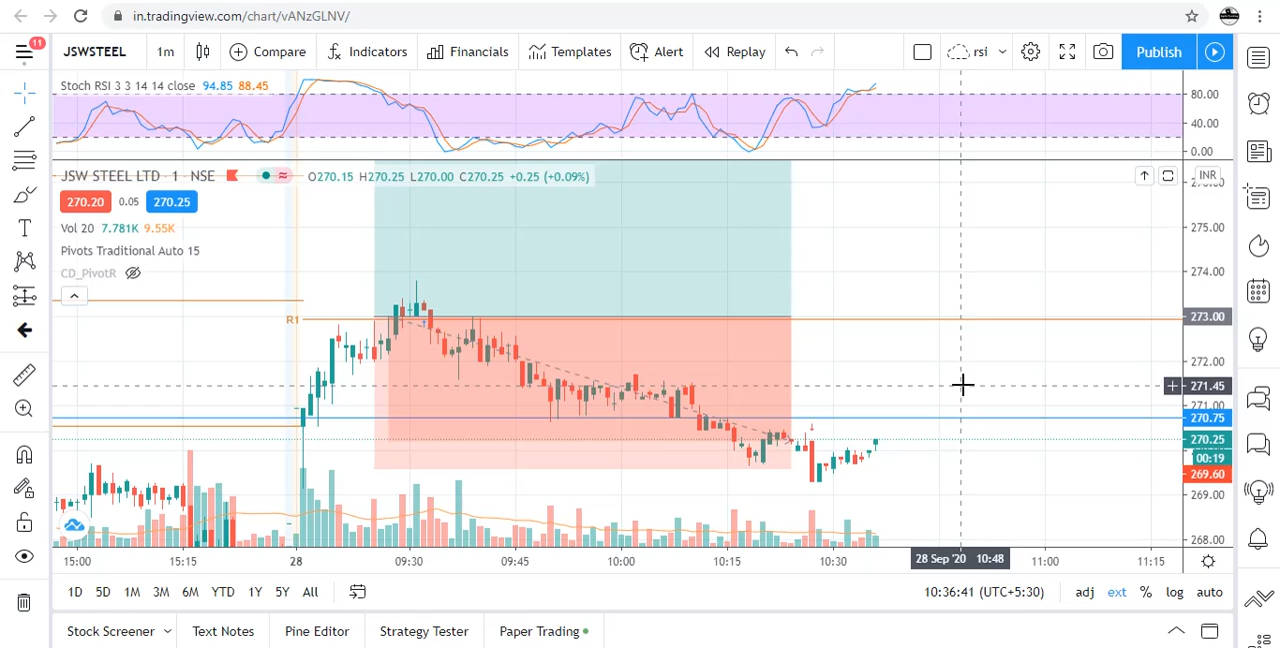 in.tradingview.com/chart/vANzGLNV/
11
JSWSTEEL 1m Compare Indicators Financials Templates Alert Replay rsi Publish
Stoch RSI 3 3 14 14 close 94.85 88.45
80.00
40.00
0.00
JSW STEEL LTD · 1 · NSE O270.15 H270.25 L270.00 C270.25 +0.25 (+0.09%) INR
270.20 0.05 270.25
Vol 20 7.781K 9.55K
Pivots Traditional Auto 15
CD_PivotR
275.00
274.00
R1
273.00
272.00
271.45
271.00
270.75
270.25
00:19
269.60
269.00
268.00
15:00 15:15 28 09:30 09:45 10:00 10:15 10:30 28 Sep '20 10:48 11:00 11:15
1D 5D 1M 3M 6M YTD 1Y 5Y All 10:36:41 (UTC+5:30) adj ext % log auto
Stock Screener Text Notes Pine Editor Strategy Tester Paper Trading